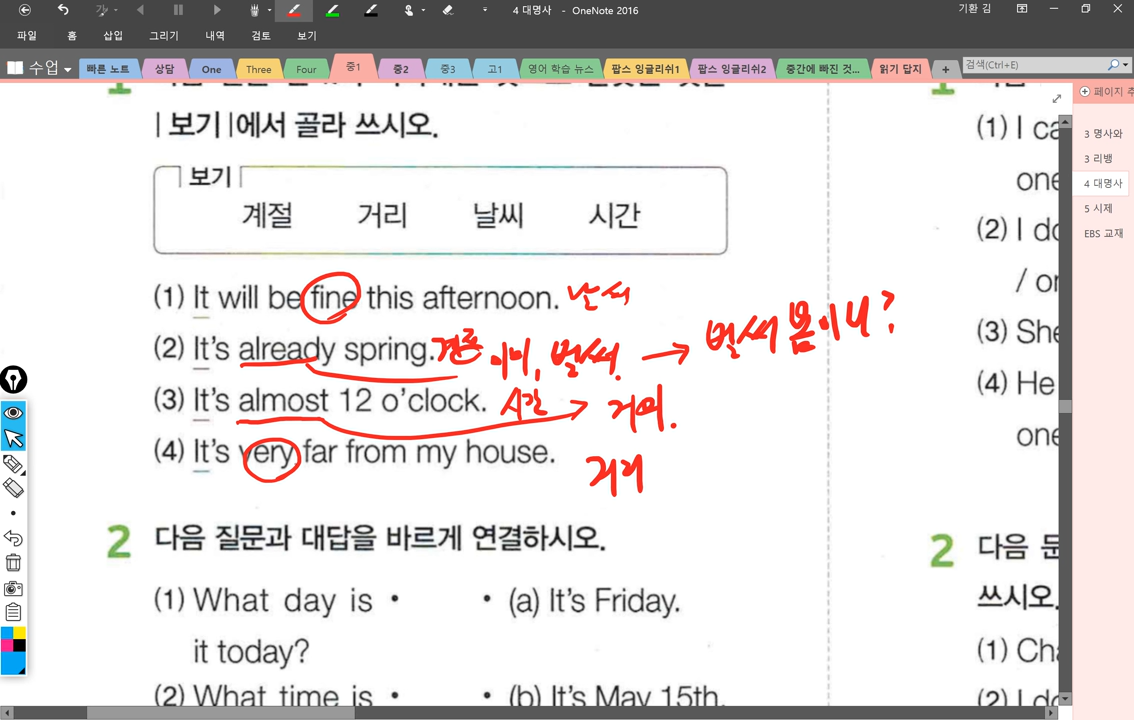 4 대명사 - OneNote 2016
기환 김
파일 홈 삽입 그리기 내역 검토 보기
수업 빠른 노트 상담 One Three Four 중1 중2 중3 고1 영어 학습 뉴스 팝스 잉글리쉬1 팝스 잉글리쉬2 중간에 빠진 것... 읽기 답지 + 검색(Ctrl+E)
페이지 추
3 명사와
3 리뱅
4 대명사
5 시제
EBS 교재
| 보기 |에서 골라 쓰시오.
보기
계절 거리 날씨 시간
(1) It will be fine this afternoon. 날씨
(2) It's already spring. 계절 이미, 벌써. → 벌써 봄이니?
(3) It's almost 12 o'clock. 시간 거의.
(4) It's very far from my house. 거리
2 다음 질문과 대답을 바르게 연결하시오.
(1) What day is • • (a) It's Friday.
it today?
(2) What time is • • (b) It's May 15th.
1
(1) I ca
one
(2) I do
/ or
(3) She
(4) He
one
2 다음 문
쓰시오.
(1) Cha
(2) I do